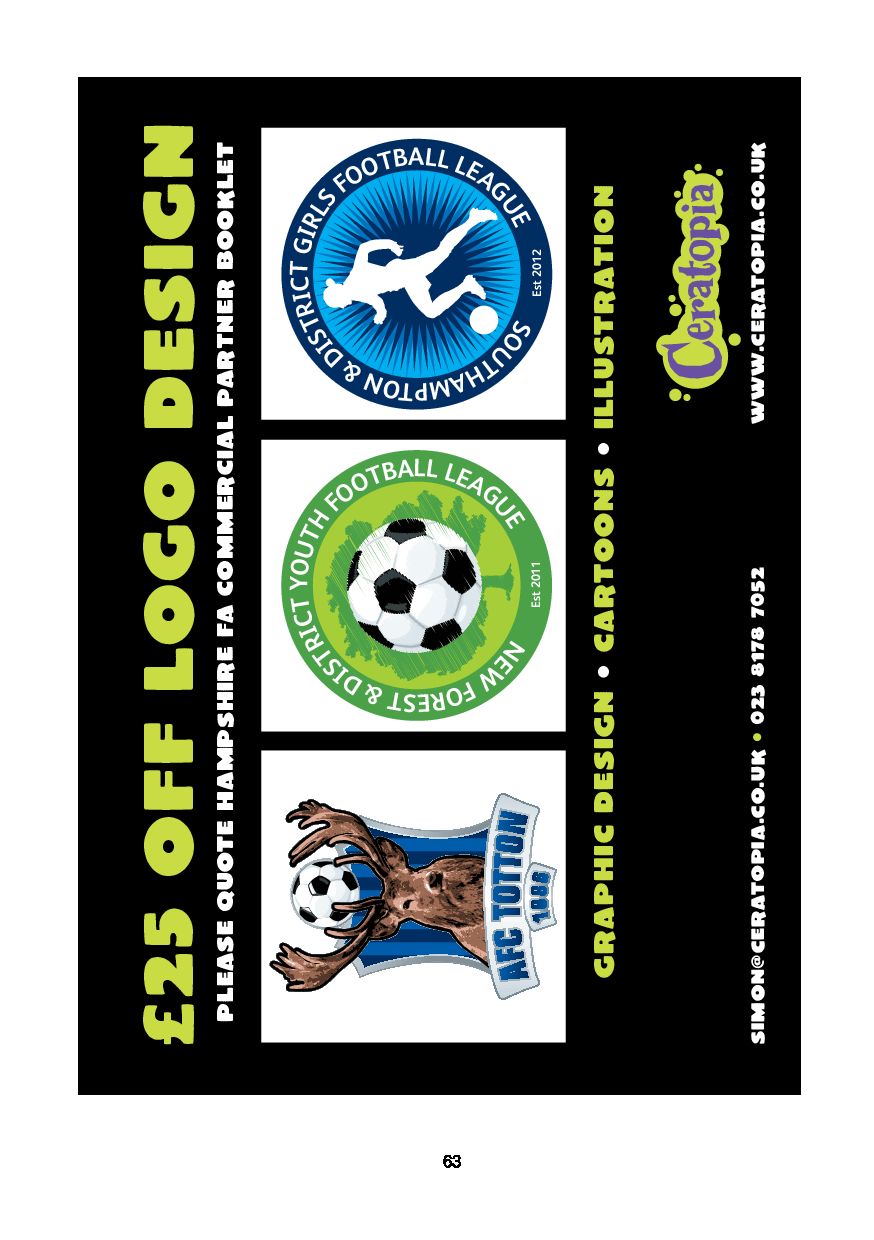 £25 OFF LOGO DESIGN
PLEASE QUOTE HAMPSHIRE FA COMMERCIAL PARTNER BOOKLET
AFC TOTTON
1886
NEW FOREST & DISTRICT YOUTH FOOTBALL LEAGUE
Est 2011
SOUTHAMPTON & DISTRICT GIRLS FOOTBALL LEAGUE
Est 2012
GRAPHIC DESIGN • CARTOONS • ILLUSTRATION
Ceratopia
SIMON@CERATOPIA.CO.UK • 023 8178 7052
WWW.CERATOPIA.CO.UK
63